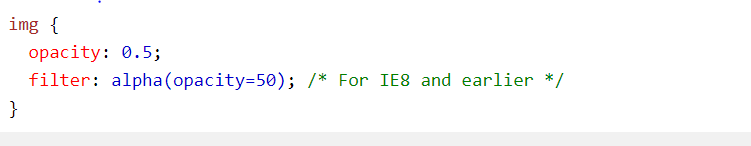 img {
  opacity: 0.5;
  filter: alpha(opacity=50); /* For IE8 and earlier */
}